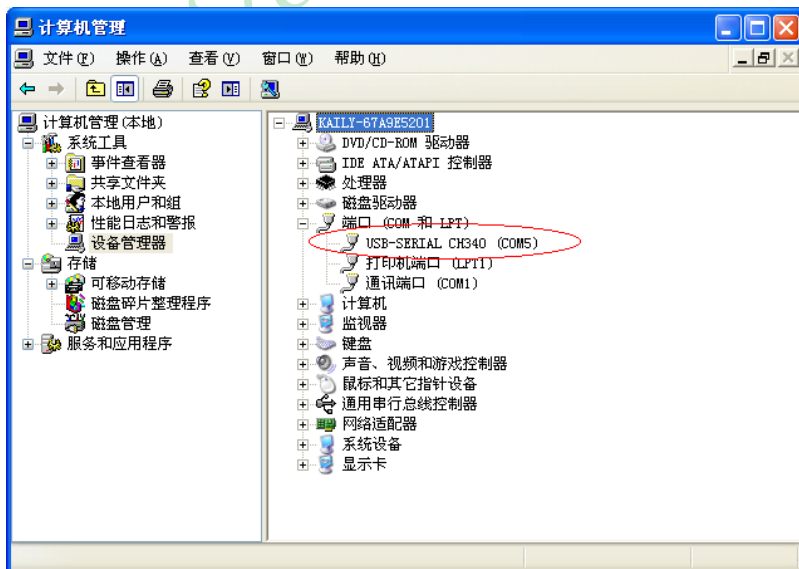 计算机管理
文件(F) 操作(A) 查看(V) 窗口(W) 帮助(H)
计算机管理(本地)
系统工具
事件查看器
共享文件夹
本地用户和组
性能日志和警报
设备管理器
存储
可移动存储
磁盘碎片整理程序
磁盘管理
服务和应用程序
KAILY-67A9E5201
DVD/CD-ROM 驱动器
IDE ATA/ATAPI 控制器
处理器
磁盘驱动器
端口 (COM 和 LPT)
USB-SERIAL CH340 (COM5)
打印机端口 (LPT1)
通讯端口 (COM1)
计算机
监视器
键盘
声音、视频和游戏控制器
鼠标和其它指针设备
通用串行总线控制器
网络适配器
系统设备
显示卡